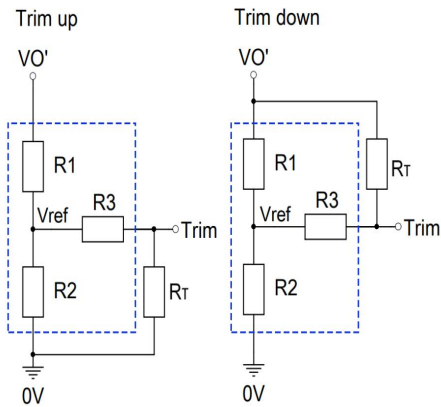 Trim up
VO'
R1
Vref
R3
Trim
R2
RT
0V
Trim down
VO'
R1
RT
Vref
R3
Trim
R2
0V